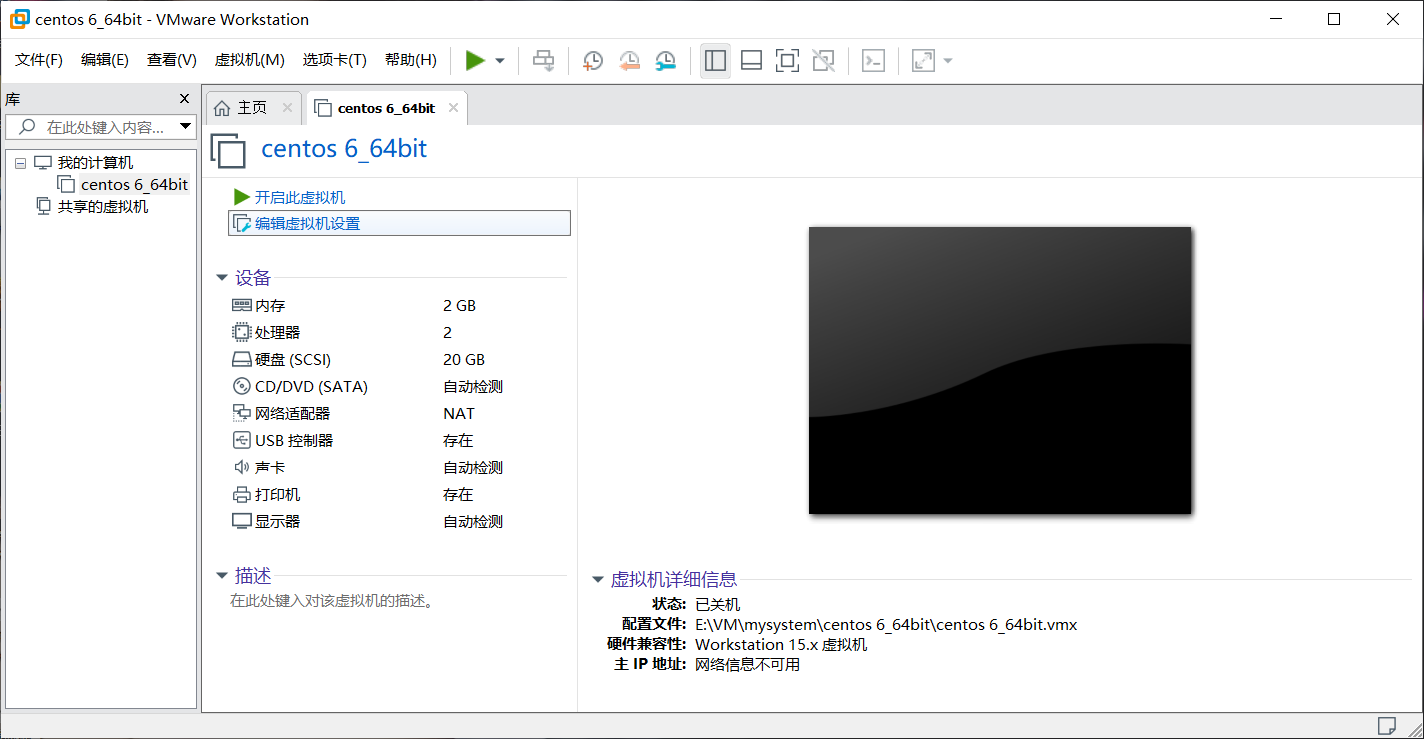 centos 6_64bit - VMware Workstation
文件(F) 编辑(E) 查看(V) 虚拟机(M) 选项卡(T) 帮助(H)
库
在此处键入内容...
我的计算机
centos 6_64bit
共享的虚拟机
主页
centos 6_64bit
centos 6_64bit
开启此虚拟机
编辑虚拟机设置
设备
内存 2 GB
处理器 2
硬盘 (SCSI) 20 GB
CD/DVD (SATA) 自动检测
网络适配器 NAT
USB 控制器 存在
声卡 自动检测
打印机 存在
显示器 自动检测
描述
在此处键入对该虚拟机的描述。
虚拟机详细信息
状态: 已关机
配置文件: E:\VM\mysystem\centos 6_64bit\centos 6_64bit.vmx
硬件兼容性: Workstation 15.x 虚拟机
主 IP 地址: 网络信息不可用